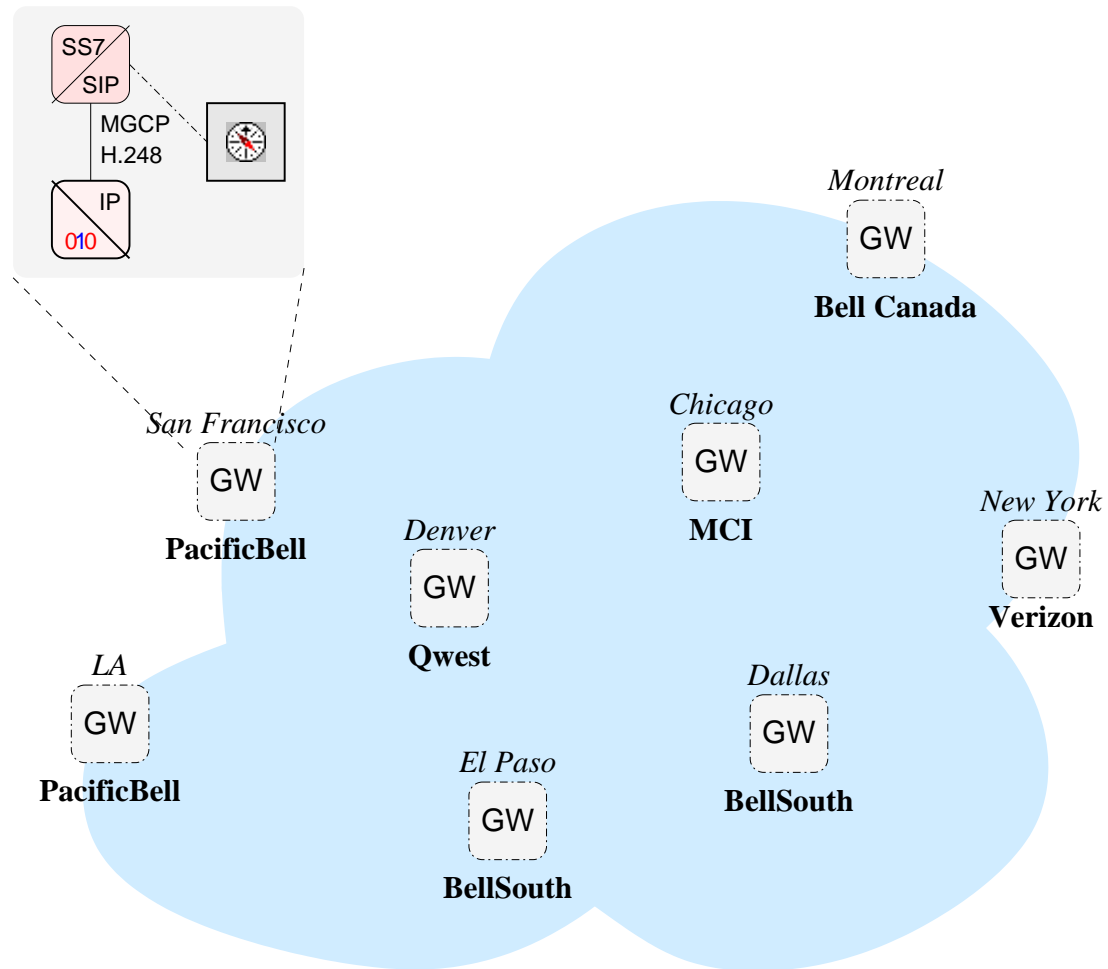 SS7
SIP
MGCP
H.248
IP
010
Montreal
GW
Bell Canada
San Francisco
GW
PacificBell
Chicago
GW
MCI
Denver
GW
Qwest
New York
GW
Verizon
LA
GW
PacificBell
Dallas
GW
BellSouth
El Paso
GW
BellSouth